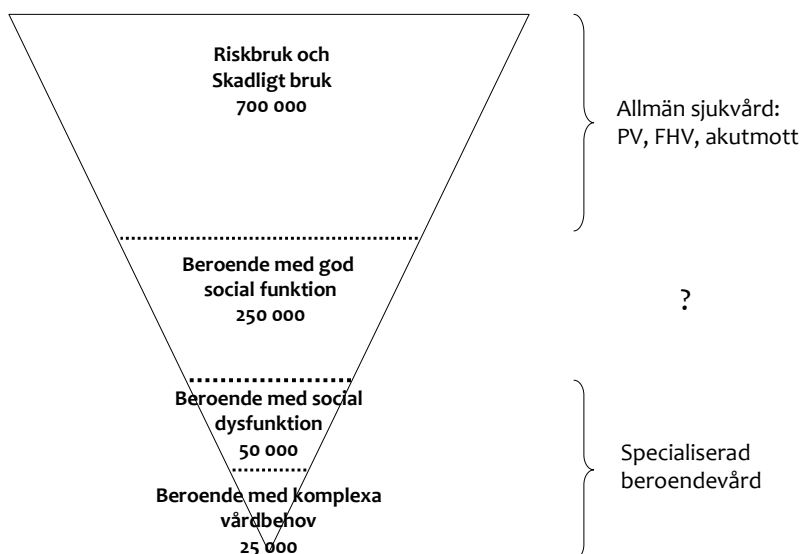 Riskbruk och
Skadligt bruk
700 000
Allmän sjukvård:
PV, FHV, akutmott
Beroende med god
social funktion
250 000
?
Beroende med social
dysfunktion
50 000
Specialiserad
beroendevård
Beroende med komplexa
vårdbehov
25 000